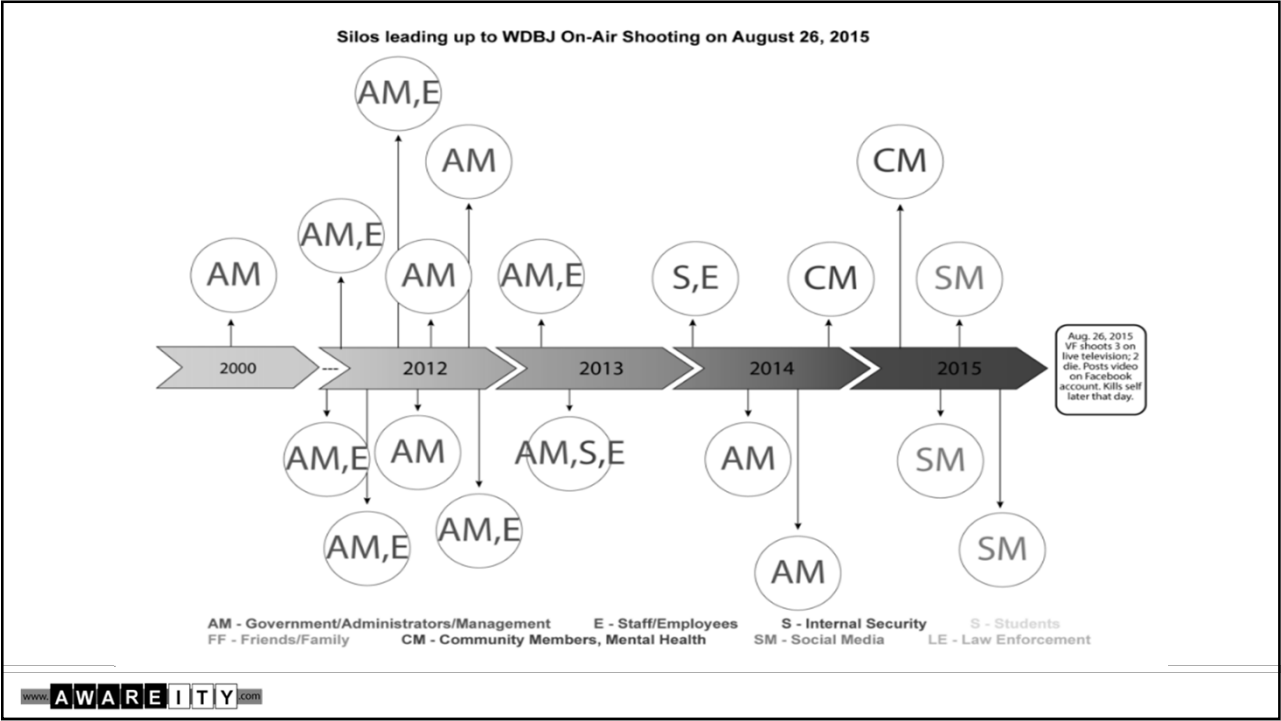 Silos leading up to WDBJ On-Air Shooting on August 26, 2015
AM,E
AM
CM
AM,E
AM
AM
AM,E
S,E
CM
SM
2000
----
2012
2013
2014
2015
Aug. 26, 2015
VF shoots 3 on
live television; 2
die. Posts video
on Facebook
account. Kills self
later that day.
AM,E
AM
AM,S,E
AM
SM
AM,E
AM,E
AM
SM
AM - Government/Administrators/Management E - Staff/Employees S - Internal Security S - Students
FF - Friends/Family CM - Community Members, Mental Health SM - Social Media LE - Law Enforcement
www.AWAREITY.com